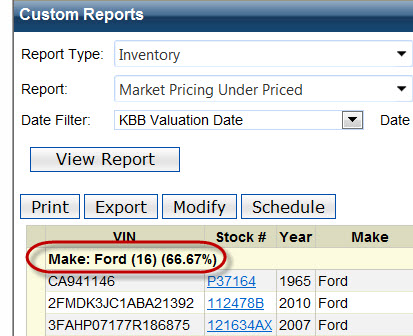 Custom Reports
Report Type: Inventory
Report: Market Pricing Under Priced
Date Filter: KBB Valuation Date Date
View Report
Print Export Modify Schedule
VIN Stock # Year Make
Make: Ford (16) (66.67%)
CA941146 P37164 1965 Ford
2FMDK3JC1ABA21392 112478B 2010 Ford
3FAHP07177R186875 121634AX 2007 Ford